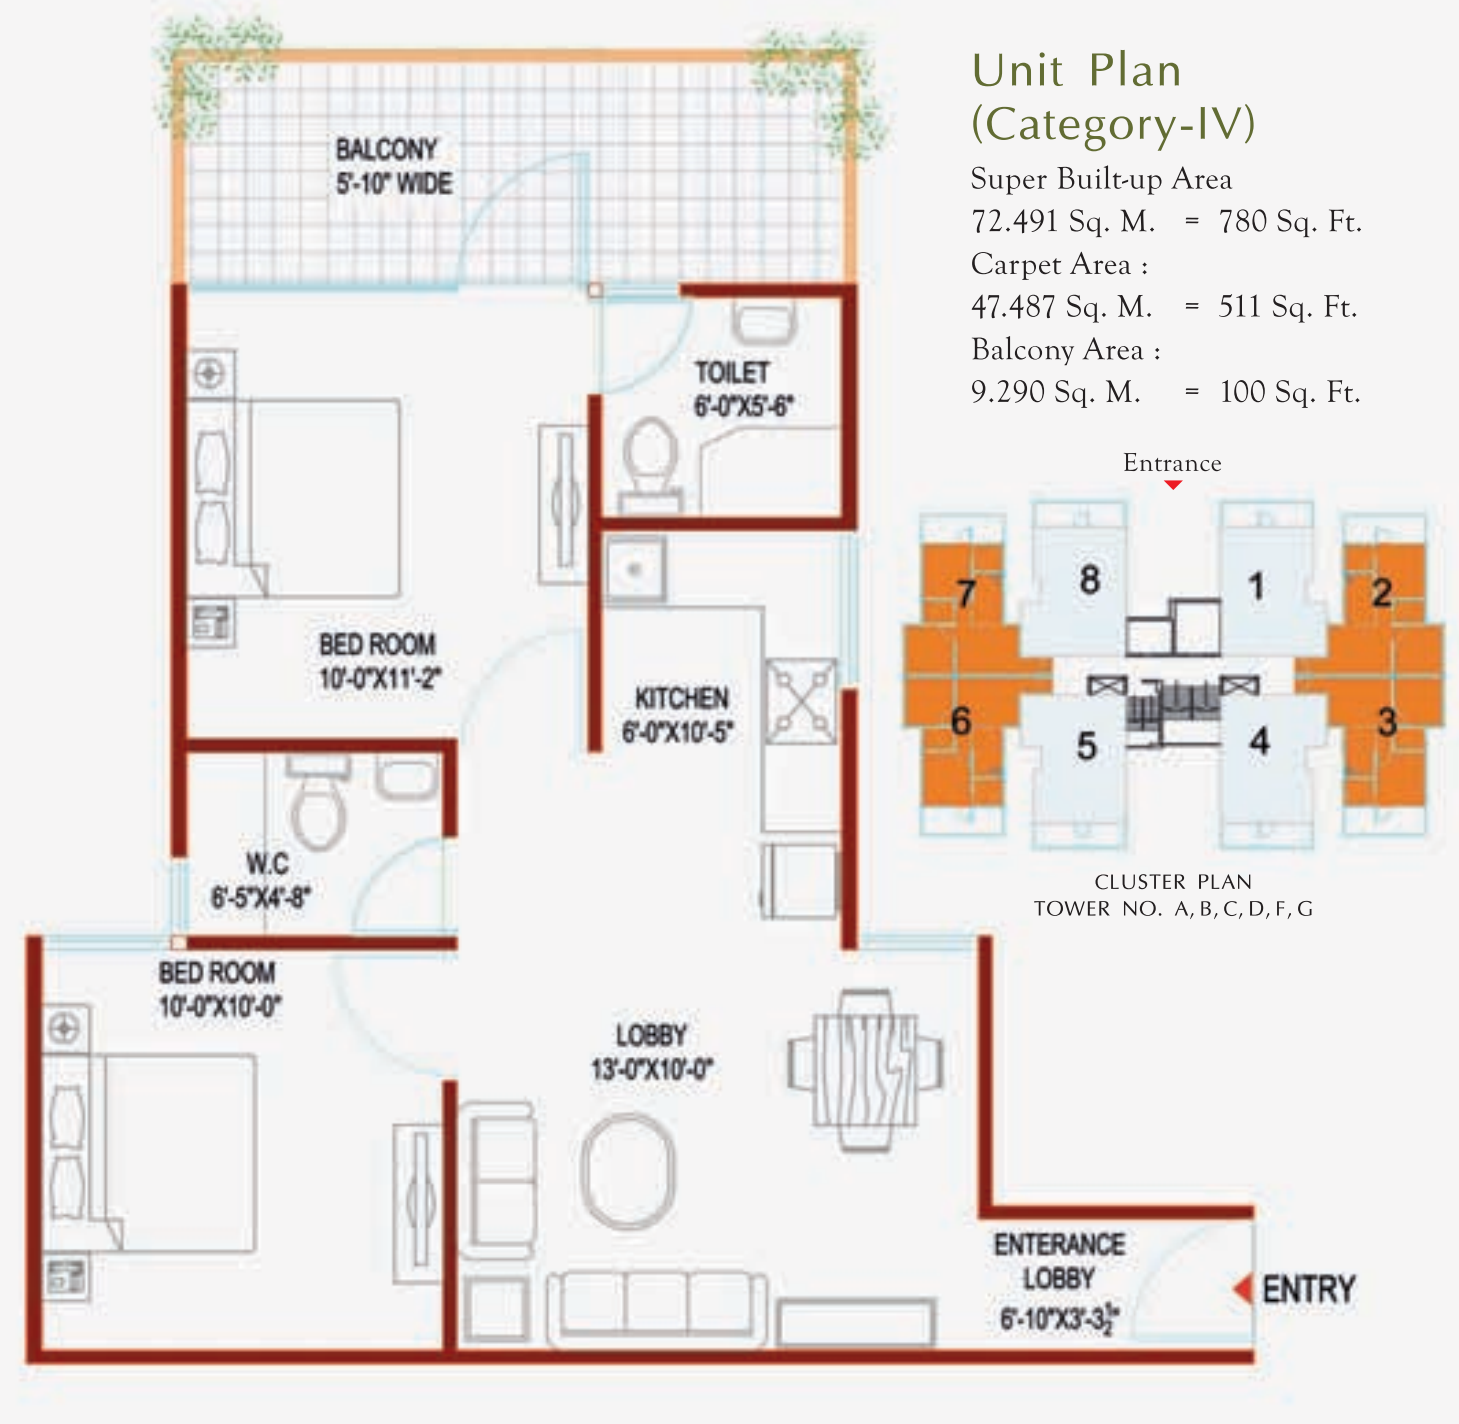 Unit Plan
(Category-IV)
Super Built-up Area
72.491 Sq. M. = 780 Sq. Ft.
Carpet Area :
47.487 Sq. M. = 511 Sq. Ft.
Balcony Area :
9.290 Sq. M. = 100 Sq. Ft.
BALCONY
5'-10" WIDE
TOILET
6'-0"X5'-6"
BED ROOM
10'-0"X11'-2"
KITCHEN
6'-0"X10'-5"
W.C
6'-5"X4'-8"
BED ROOM
10'-0"X10'-0"
LOBBY
13'-0"X10'-0"
ENTERANCE
LOBBY
6'-10"X3'-3½"
ENTRY
Entrance
7 8 1 2
6 5 4 3
CLUSTER PLAN
TOWER NO. A, B, C, D, F, G